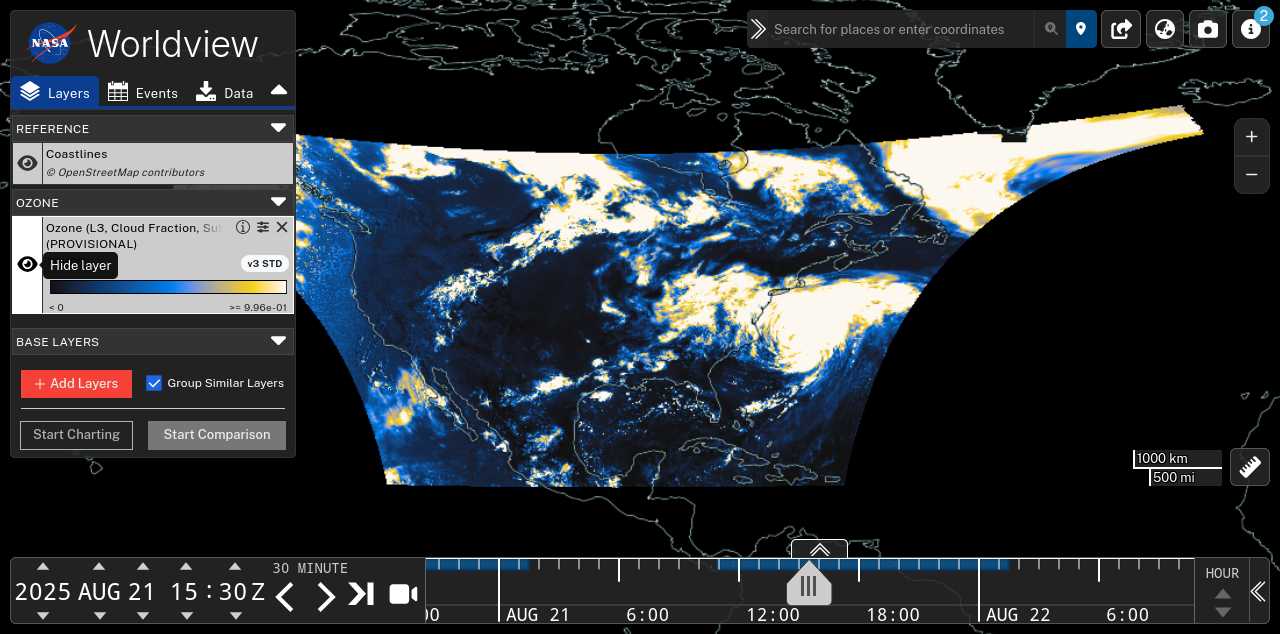 NASA
Worldview
Layers
Events
Data
REFERENCE
Coastlines
© OpenStreetMap contributors
OZONE
Ozone (L3, Cloud Fraction, Su
(PROVISIONAL)
Hide layer
v3 STD
< 0
>= 9.96e-01
BASE LAYERS
+ Add Layers
Group Similar Layers
Start Charting
Start Comparison
Search for places or enter coordinates
2
+
−
1000 km
500 mi
2025 AUG 21 15 : 30 Z
30 MINUTE
00
AUG 21
6:00
12:00
18:00
AUG 22
6:00
HOUR